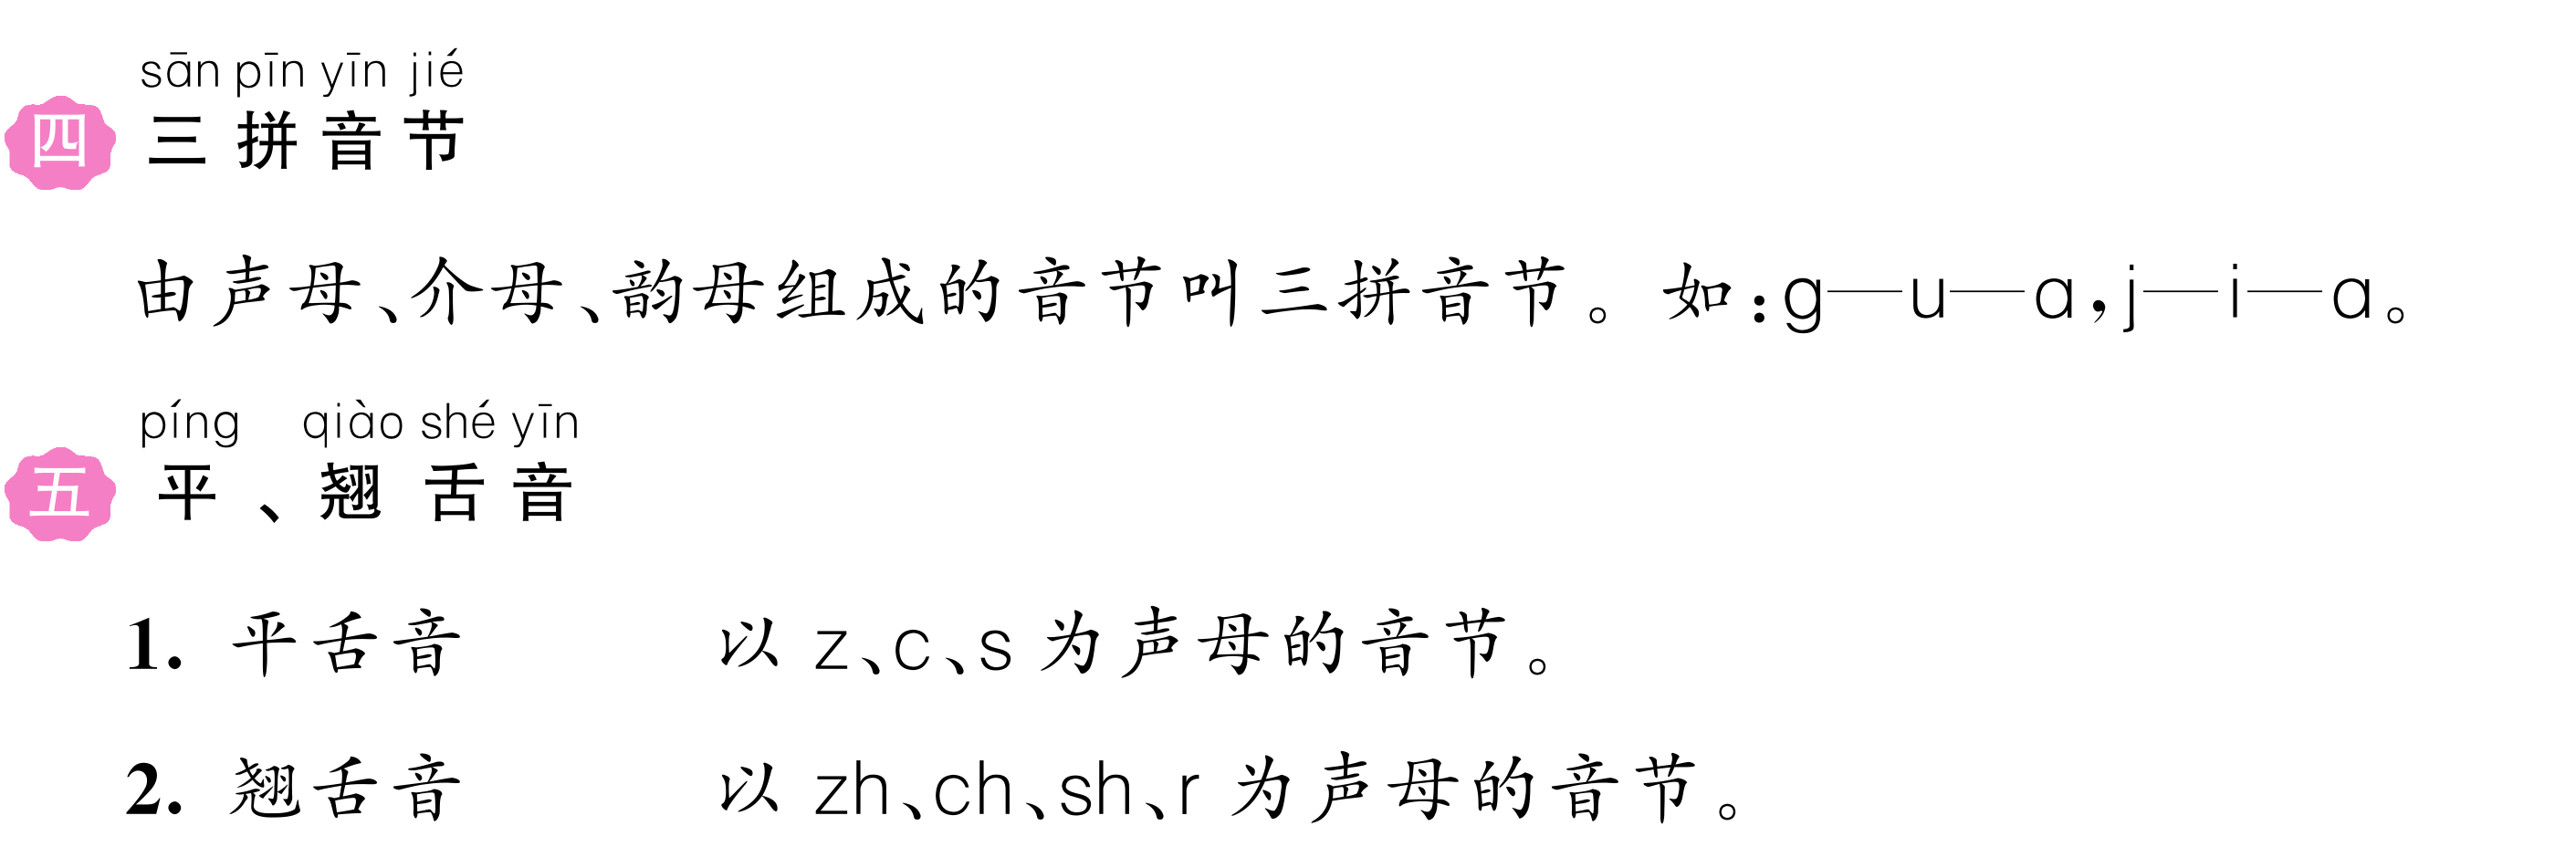 sān pīn yīn jié
四 三拼音节
由声母、介母、韵母组成的音节叫三拼音节。如:g——u——a,j——i——a。
píng qiào shé yīn
五 平、翘舌音
1. 平舌音 以 z、c、s 为声母的音节。
2. 翘舌音 以 zh、ch、sh、r 为声母的音节。